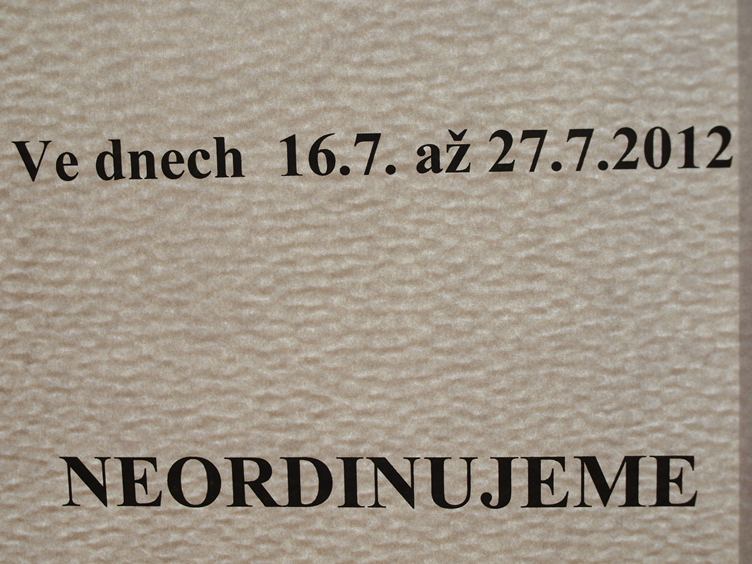 Ve dnech 16.7. až 27.7.2012
NEORDINUJEME